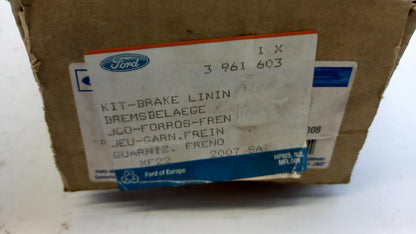 Ford
1 X
3 961 603
KIT-BRAKE LININ
BREMSBELAEGE
JGO-FORROS-FREN
JEU-GARN.FREIN
GUARNIZ. FRENO
XF22 2007 8A
Ford of Europe